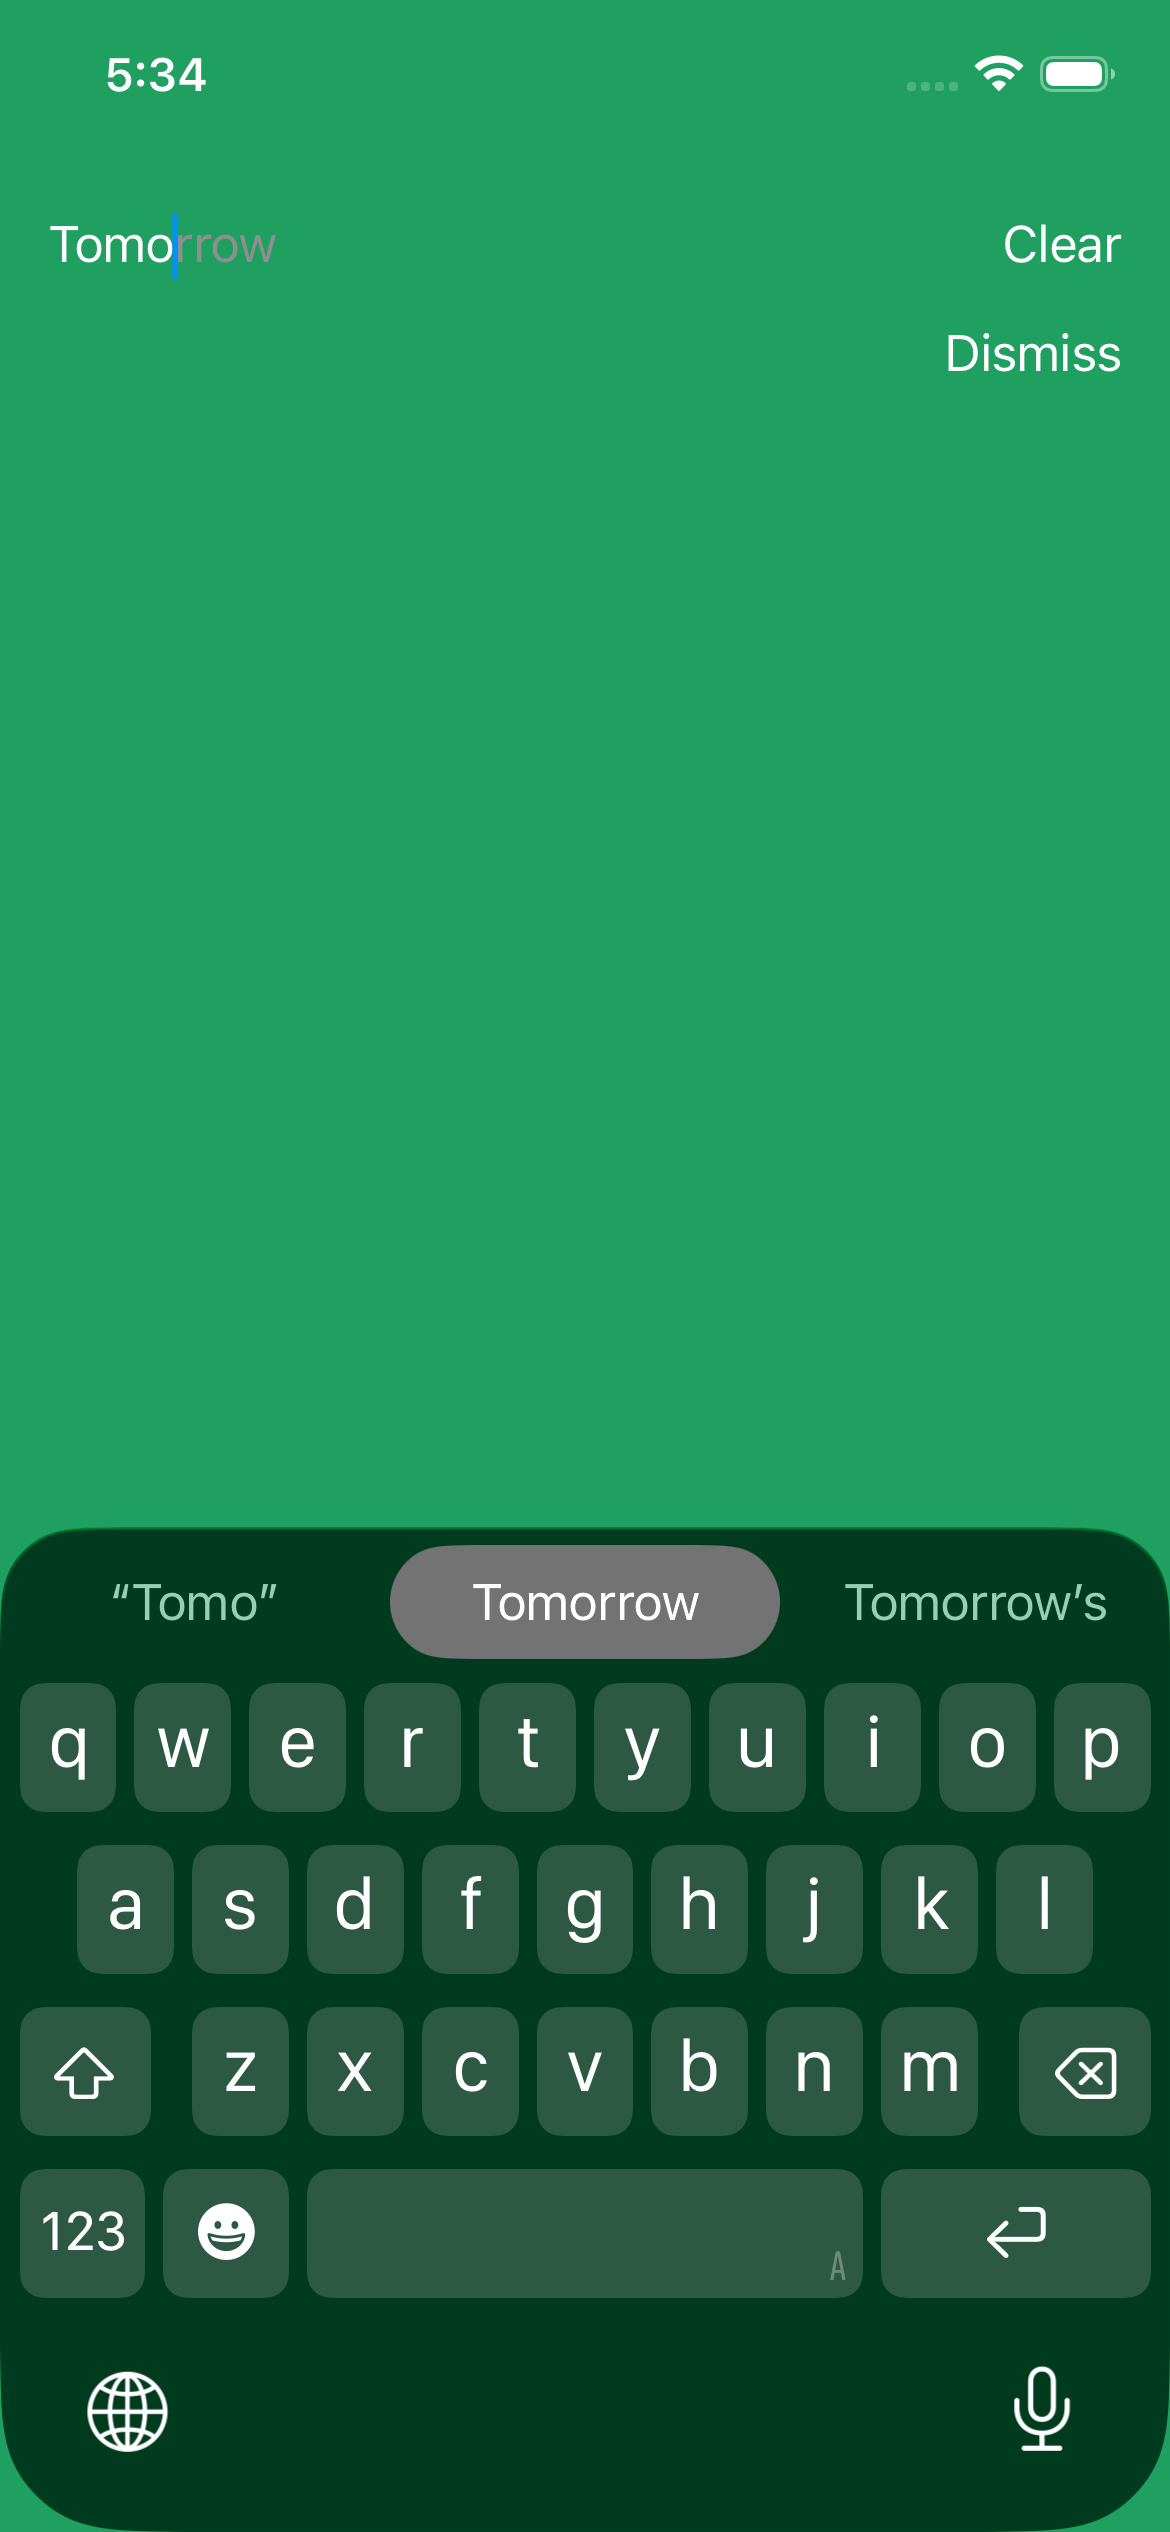 5:34
Tomorrow
Clear
Dismiss
“Tomo” Tomorrow Tomorrow’s
q w e r t y u i o p
a s d f g h j k l
z x c v b n m
123 A